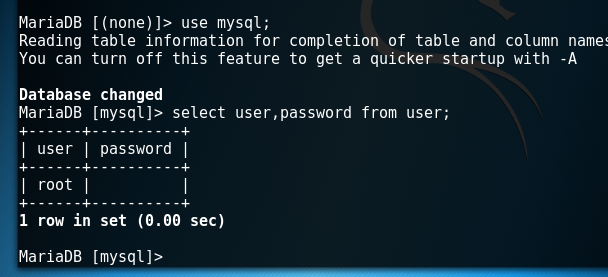 MariaDB [(none)]> use mysql;
Reading table information for completion of table and column names
You can turn off this feature to get a quicker startup with -A
Database changed
MariaDB [mysql]> select user,password from user;
+------+----------+
| user | password |
+------+----------+
| root |          |
+------+----------+
1 row in set (0.00 sec)
MariaDB [mysql]>